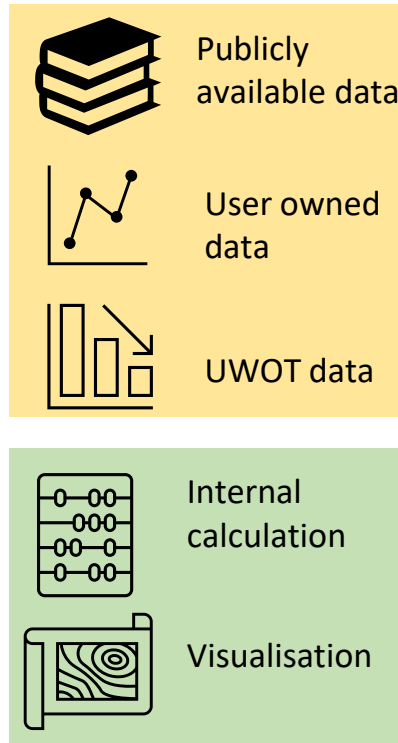 Publicly
available data
User owned
data
UWOT data
Internal
calculation
Visualisation